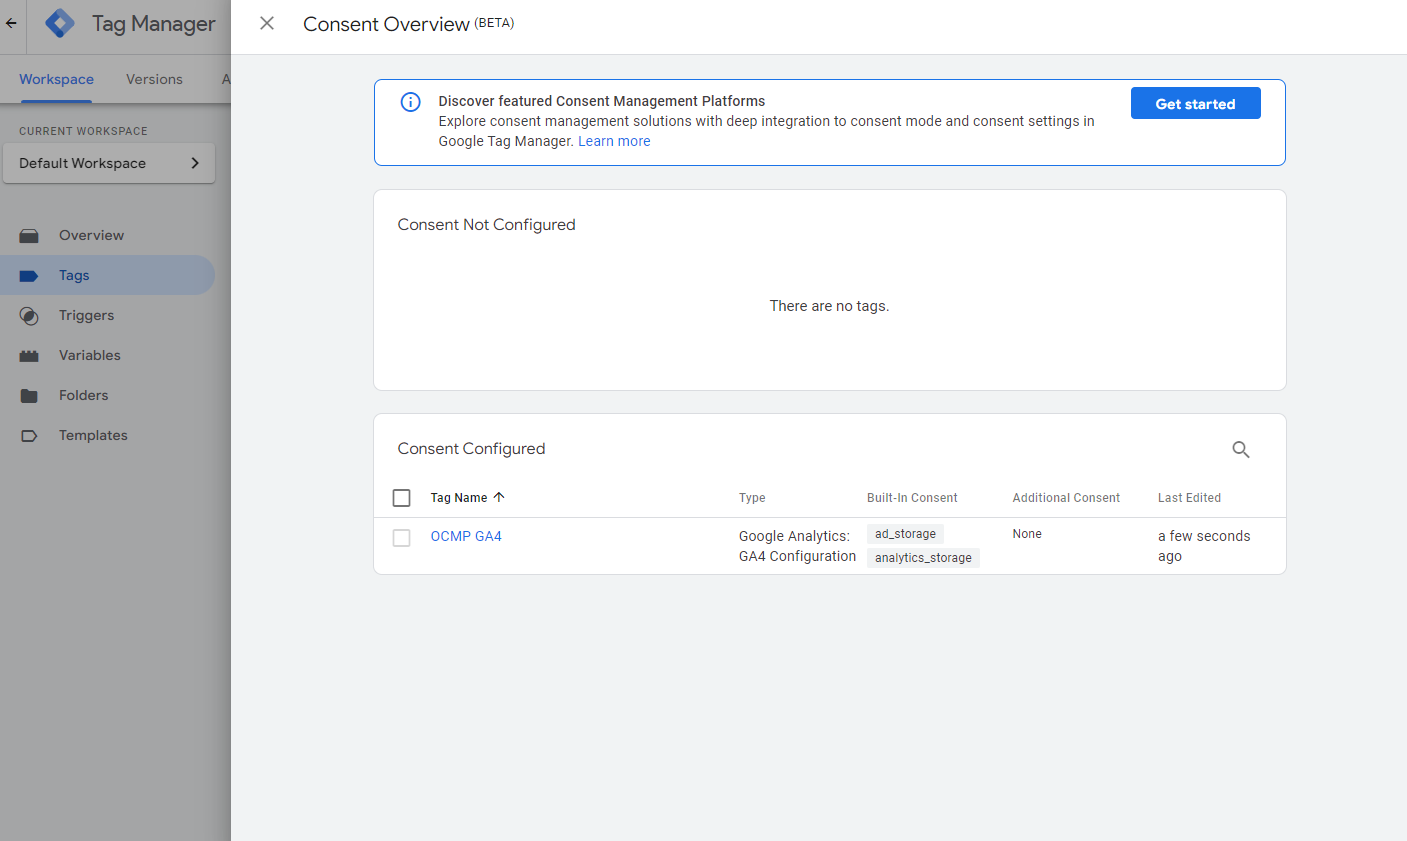 Tag Manager
Consent Overview (BETA)
Workspace
Versions
A
CURRENT WORKSPACE
Default Workspace
Overview
Tags
Triggers
Variables
Folders
Templates
Discover featured Consent Management Platforms
Explore consent management solutions with deep integration to consent mode and consent settings in
Google Tag Manager. Learn more
Get started
Consent Not Configured
There are no tags.
Consent Configured
Tag Name
Type
Built-In Consent
Additional Consent
Last Edited
OCMP GA4
Google Analytics:
GA4 Configuration
ad_storage
analytics_storage
None
a few seconds
ago